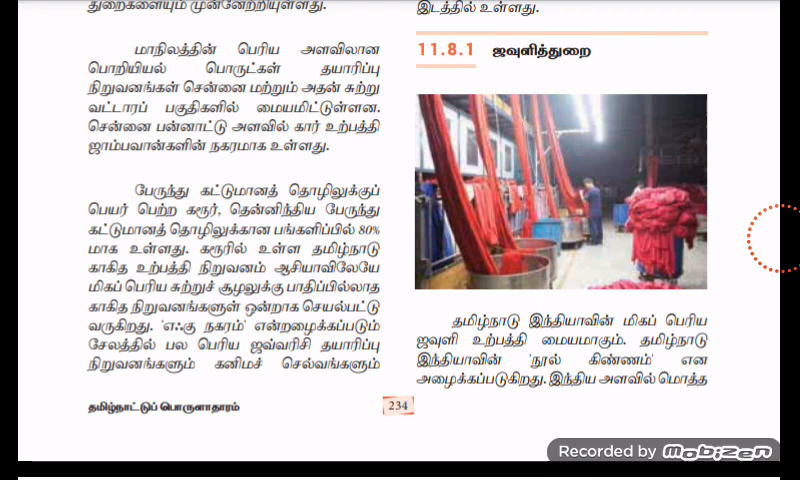 துறைகளையும் முன்னேற்றியுள்ளது.
மாநிலத்தின் பெரிய அளவிலான
பொறியியல் பொருட்கள் தயாரிப்பு
நிறுவனங்கள் சென்னை மற்றும் அதன் சுற்று
வட்டாரப் பகுதிகளில் மையமிட்டுள்ளன.
சென்னை பன்னாட்டு அளவில் கார் உற்பத்தி
ஜாம்பவான்களின் நகரமாக உள்ளது.
பேருந்து கட்டுமானத் தொழிலுக்குப்
பெயர் பெற்ற கரூர், தென்னிந்திய பேருந்து
கட்டுமானத் தொழிலுக்கான பங்களிப்பில் 80%
மாக உள்ளது. கரூரில் உள்ள தமிழ்நாடு
காகித உற்பத்தி நிறுவனம் ஆசியாவிலேயே
மிகப் பெரிய சுற்றுச் சூழலுக்கு பாதிப்பில்லாத
காகித நிறுவனங்களுள் ஒன்றாக செயல்பட்டு
வருகிறது. 'எஃகு நகரம்' என்றழைக்கப்படும்
சேலத்தில் பல பெரிய ஜவ்வரிசி தயாரிப்பு
நிறுவனங்களும் கனிமச் செல்வங்களும்
இடத்தில் உள்ளது.
11.8.1 ஜவுளித்துறை
தமிழ்நாடு இந்தியாவின் மிகப் பெரிய
ஜவுளி உற்பத்தி மையமாகும். தமிழ்நாடு
இந்தியாவின் 'நூல் கிண்ணம்' என
அழைக்கப்படுகிறது. இந்திய அளவில் மொத்த
தமிழ்நாட்டுப் பொருளாதாரம்
234
Recorded by mobizen